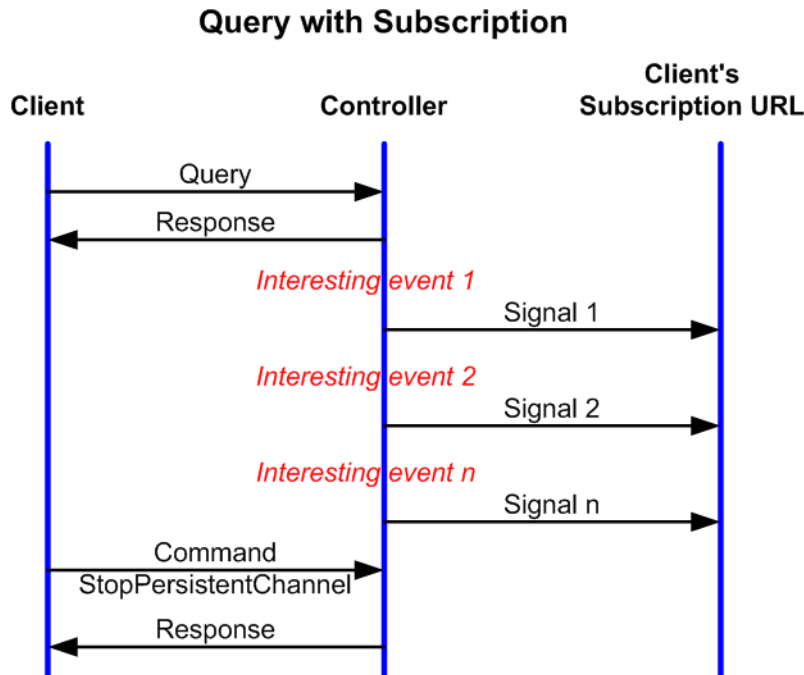 Query with Subscription
Client
Controller
Client's
Subscription URL
Query
Response
Interesting event 1
Signal 1
Interesting event 2
Signal 2
Interesting event n
Signal n
Command
StopPersistentChannel
Response